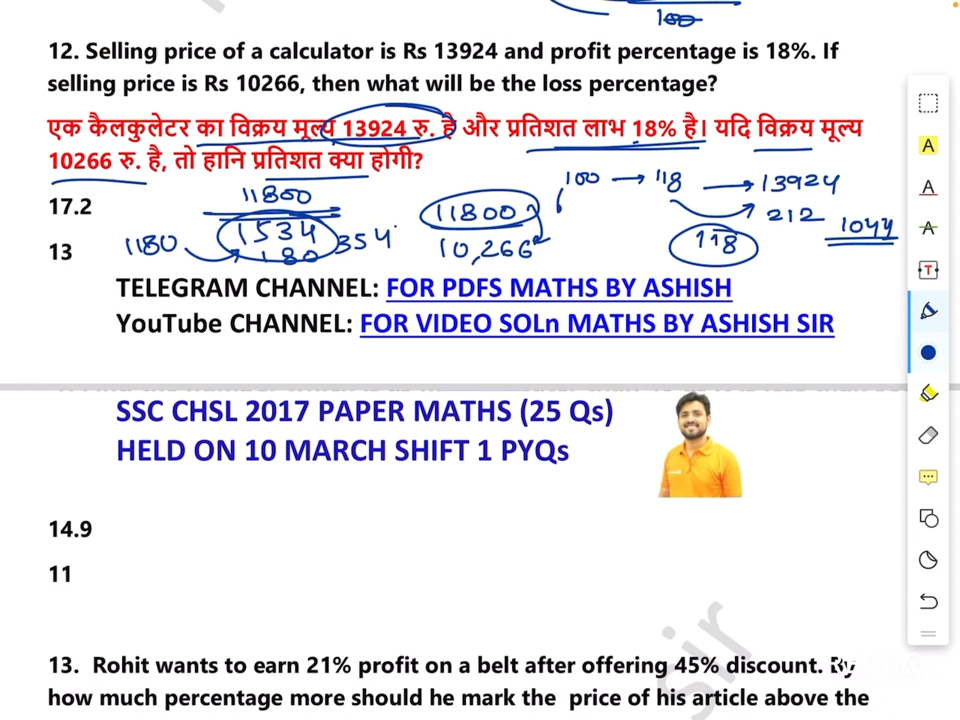 100
12. Selling price of a calculator is Rs 13924 and profit percentage is 18%. If
selling price is Rs 10266, then what will be the loss percentage?
एक कैलकुलेटर का विक्रय मूल्य 13924 रु. है और प्रतिशत लाभ 18% है। यदि विक्रय मूल्य
10266 रु. है, तो हानि प्रतिशत क्या होगी?
100 → 118 → 13924
17.2 11800 11800 212 1044
13 1180 1534 354 10,266 118
180
TELEGRAM CHANNEL: FOR PDFS MATHS BY ASHISH
YouTube CHANNEL: FOR VIDEO SOLn MATHS BY ASHISH SIR
SSC CHSL 2017 PAPER MATHS (25 Qs)
HELD ON 10 MARCH SHIFT 1 PYQs
14.9
11
Sir
13. Rohit wants to earn 21% profit on a belt after offering 45% discount. By
how much percentage more should he mark the price of his article above the